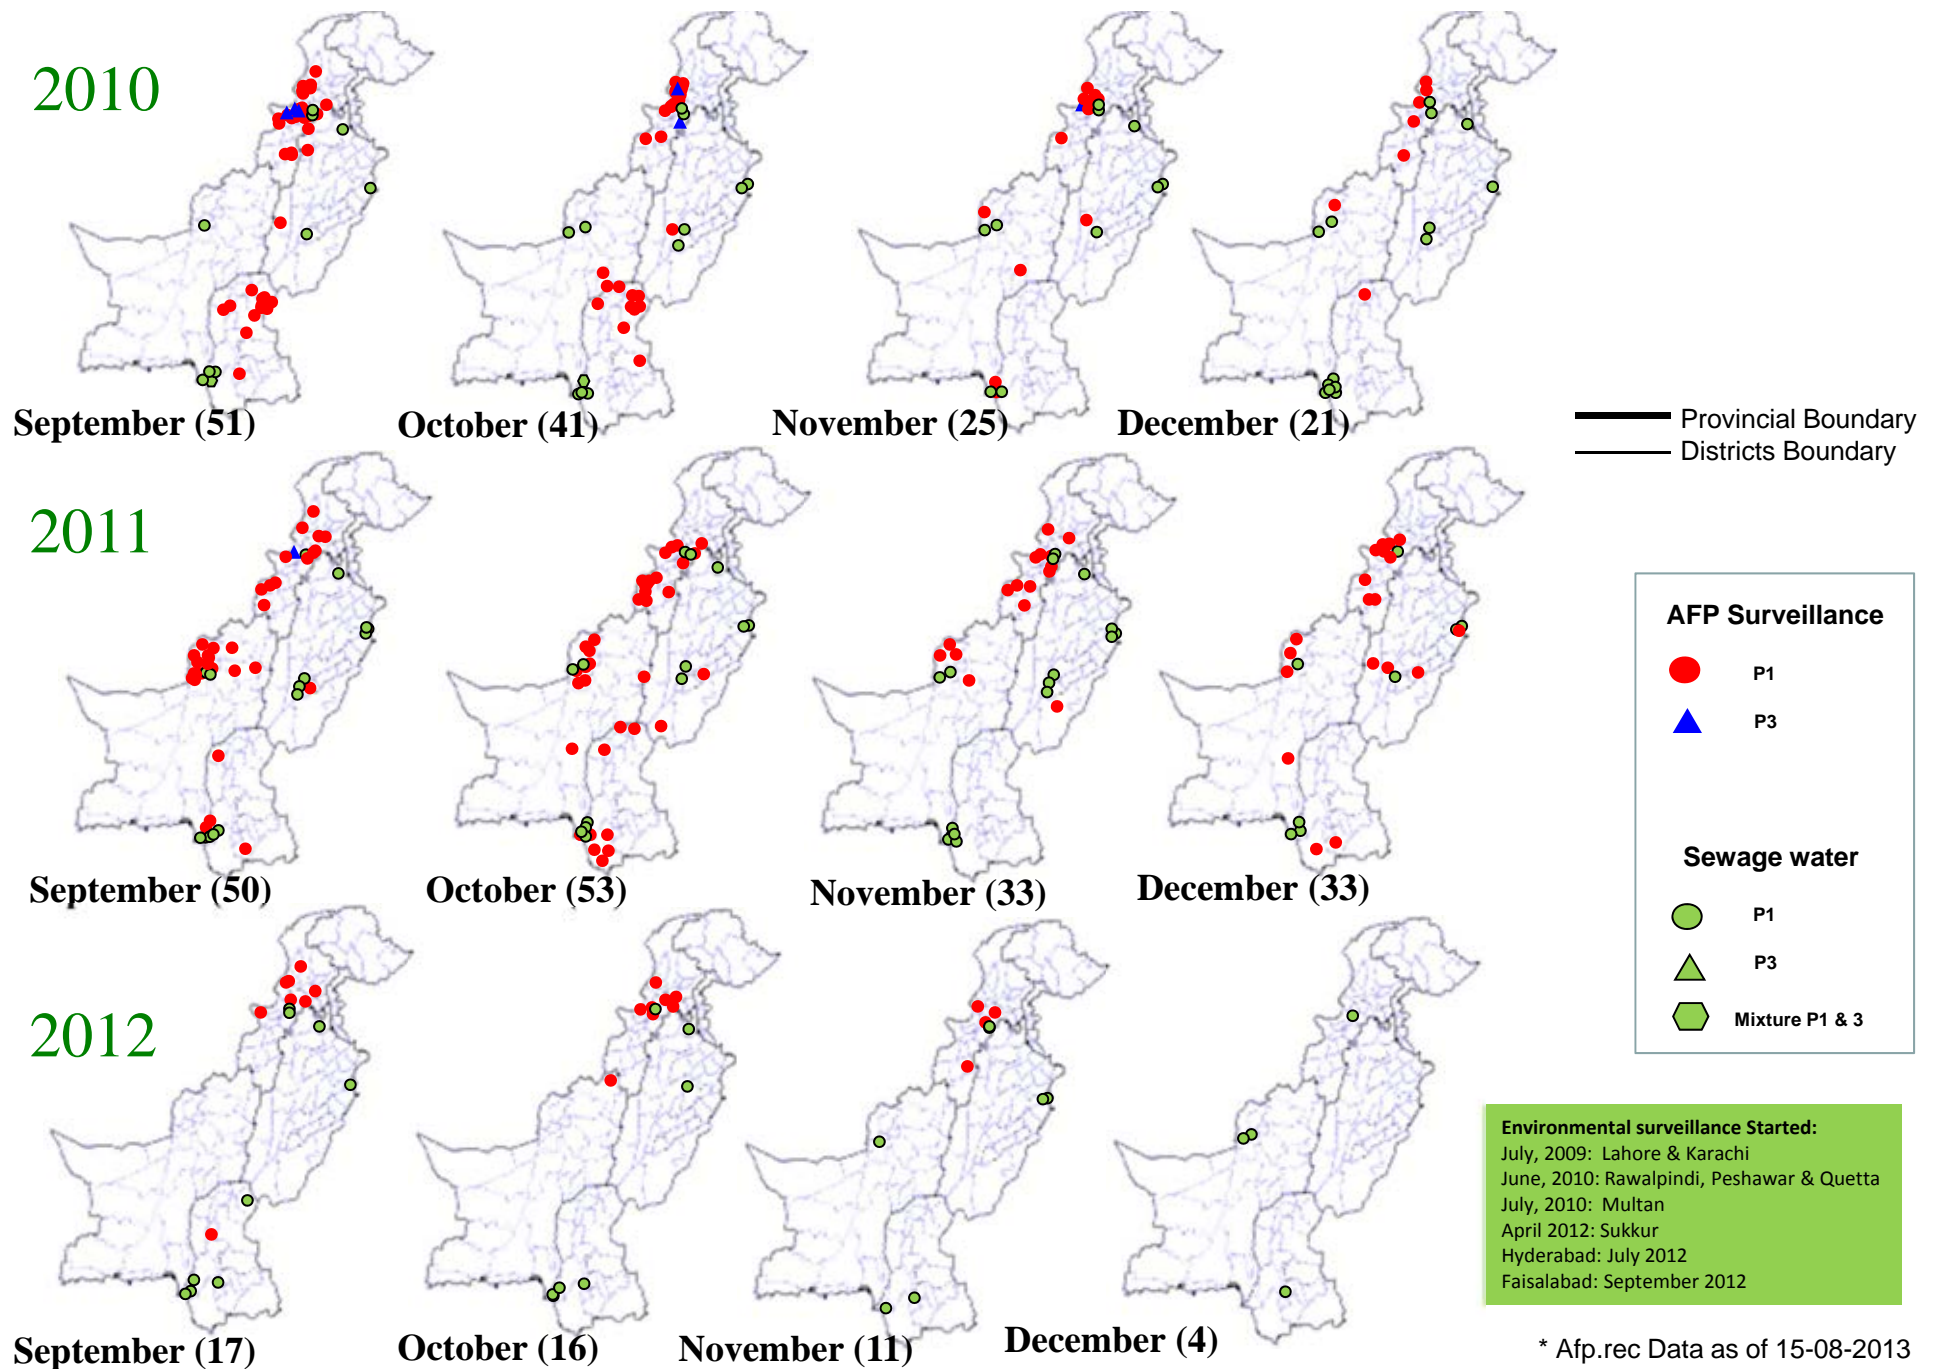 2010
September (51)
October (41)
November (25)
December (21)
Provincial Boundary
Districts Boundary
2011
September (50)
October (53)
November (33)
December (33)
AFP Surveillance
P1
P3
Sewage water
P1
P3
Mixture P1 & 3
2012
September (17)
October (16)
November (11)
December (4)
Environmental surveillance Started:
July, 2009: Lahore & Karachi
June, 2010: Rawalpindi, Peshawar & Quetta
July, 2010: Multan
April 2012: Sukkur
Hyderabad: July 2012
Faisalabad: September 2012
* Afp.rec Data as of 15-08-2013